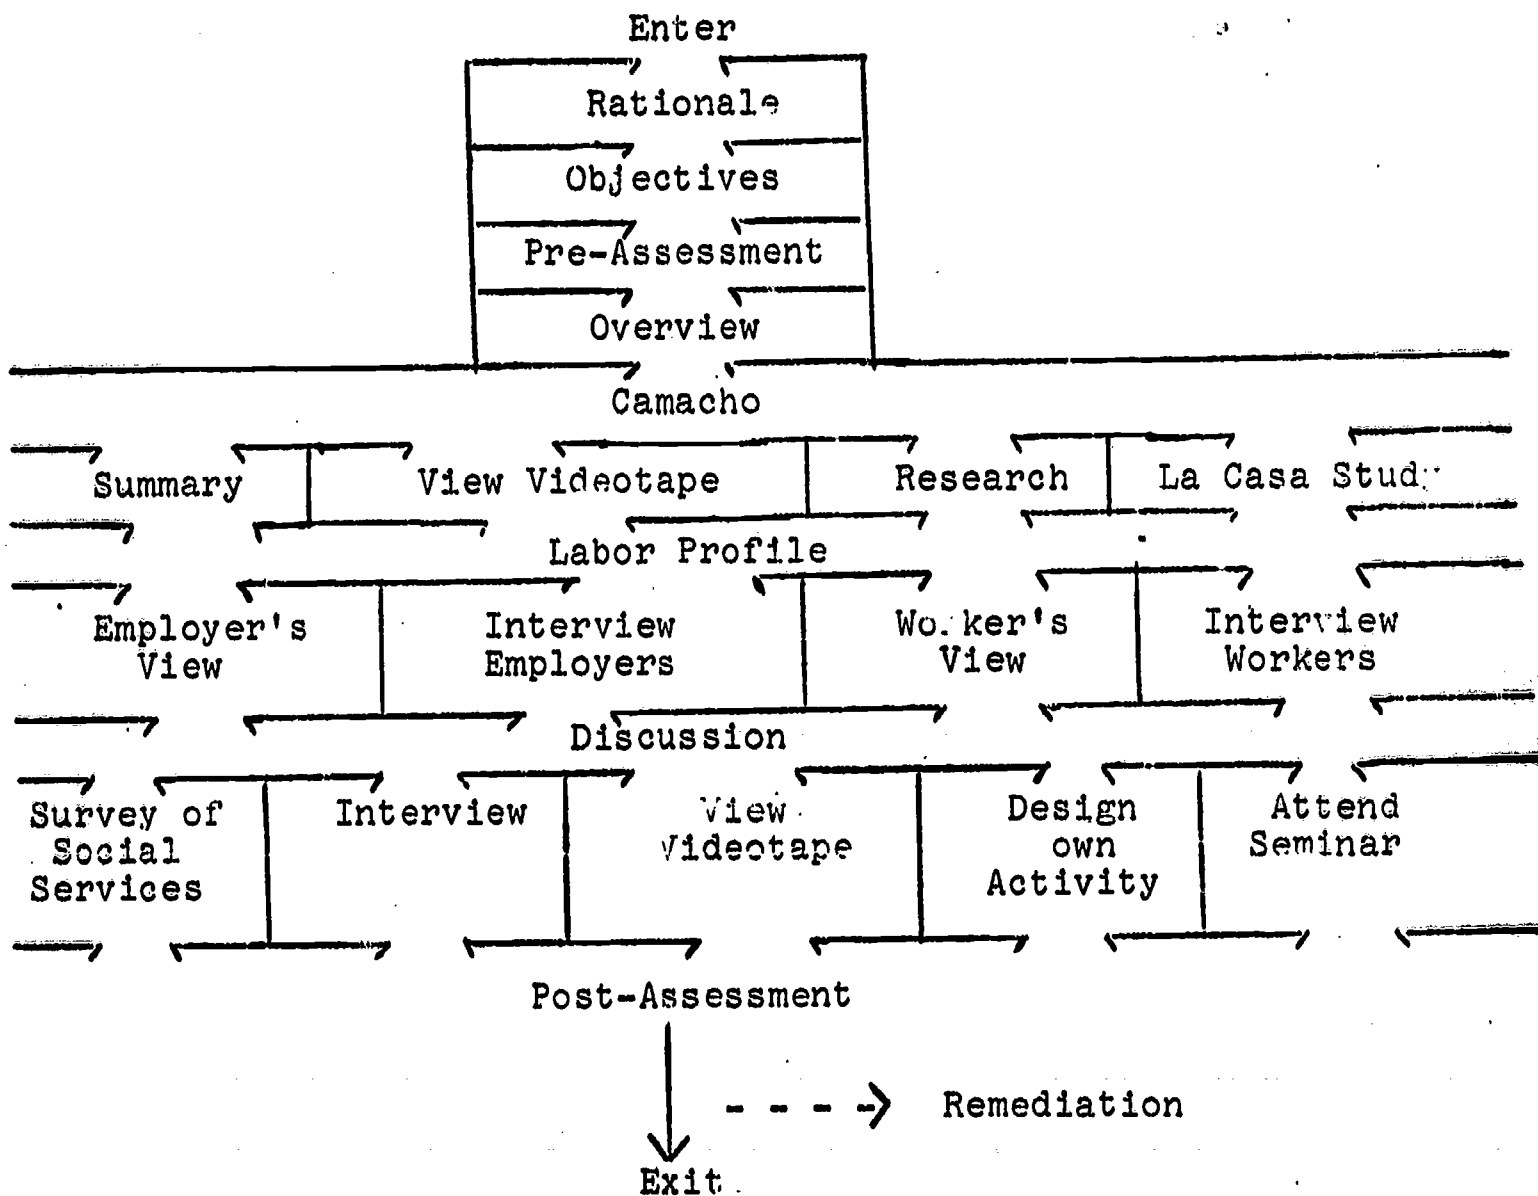 Enter
Rationale
Objectives
Pre-Assessment
Overview
Camacho
Summary View Videotape Research La Casa Study
Labor Profile
Employer's View
Interview Employers
Worker's View
Interview Workers
Discussion
Survey of Social Services
Interview
View Videotape
Design own Activity
Attend Seminar
Post-Assessment
Remediation
Exit